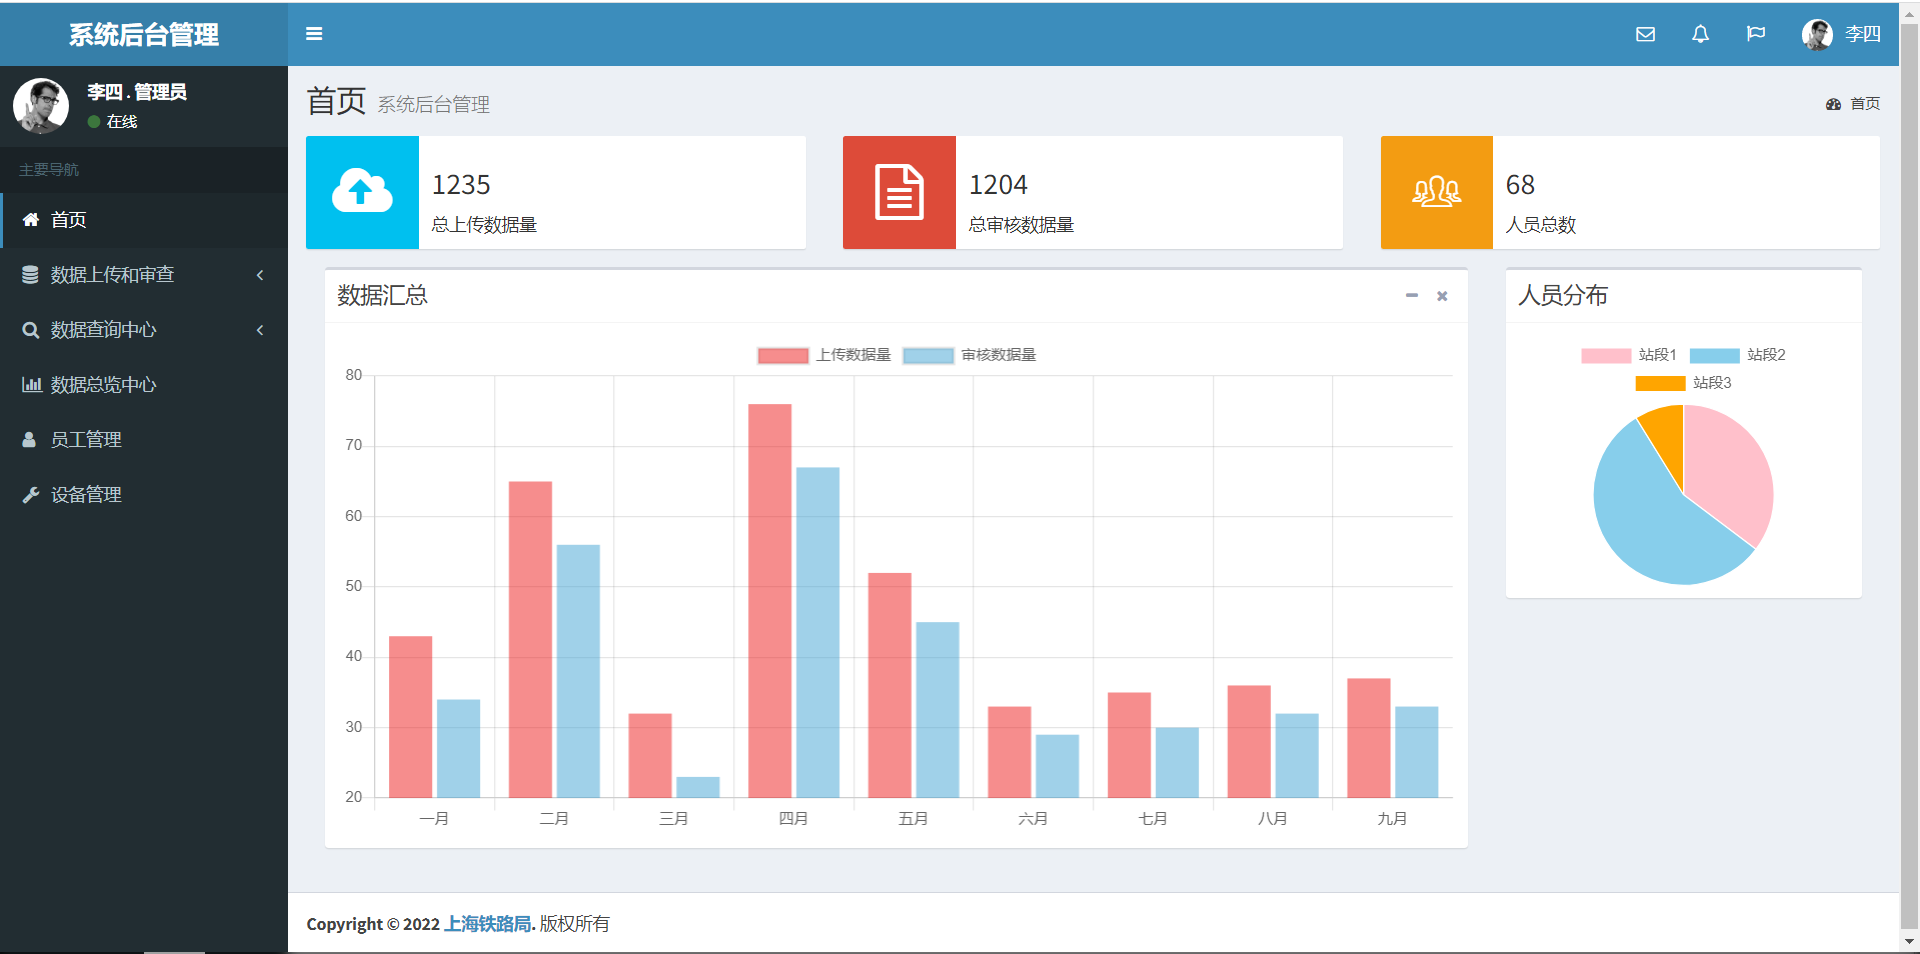 系统后台管理
李四
李四 . 管理员
在线
主要导航
首页
数据上传和审查
数据查询中心
数据总览中心
员工管理
设备管理
首页 系统后台管理
首页
1235
总上传数据量
1204
总审核数据量
68
人员总数
数据汇总
上传数据量 审核数据量
80
70
60
50
40
30
20
一月 二月 三月 四月 五月 六月 七月 八月 九月
人员分布
站段1 站段2
站段3
Copyright © 2022 上海铁路局. 版权所有